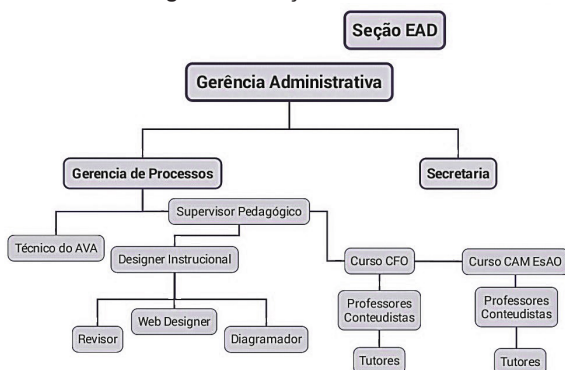 Seção EAD
Gerência Administrativa
Gerencia de Processos
Secretaria
Supervisor Pedagógico
Técnico do AVA
Designer Instrucional
Curso CFO
Curso CAM EsAO
Revisor
Web Designer
Diagramador
Professores
Conteudistas
Professores
Conteudistas
Tutores
Tutores